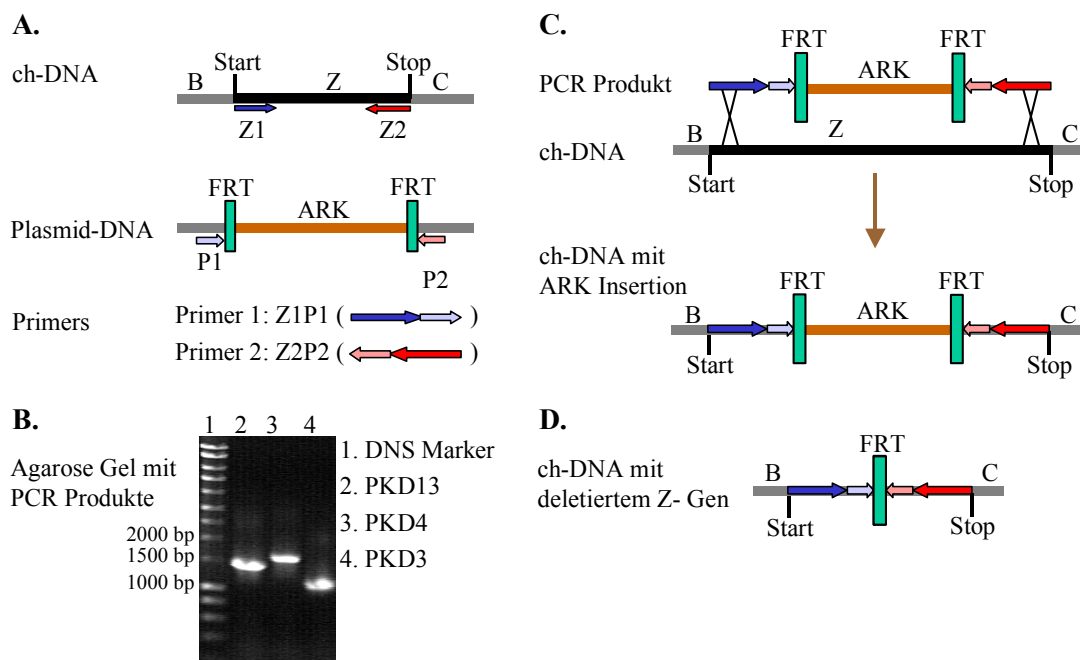 A.
Start
Stop
ch-DNA
B
Z
C
Z1
Z2
FRT
FRT
ARK
Plasmid-DNA
P1
P2
Primers
Primer 1: Z1P1 ( )
Primer 2: Z2P2 ( )
B.
1 2 3 4
Agarose Gel mit
PCR Produkte
2000 bp
1500 bp
1000 bp
1. DNS Marker
2. PKD13
3. PKD4
4. PKD3
C.
FRT
FRT
PCR Produkt
ARK
B
Z
C
ch-DNA
Start
Stop
ch-DNA mit
ARK Insertion
FRT
FRT
B
ARK
C
Start
Stop
D.
FRT
ch-DNA mit
deletiertem Z- Gen
B
C
Start
Stop